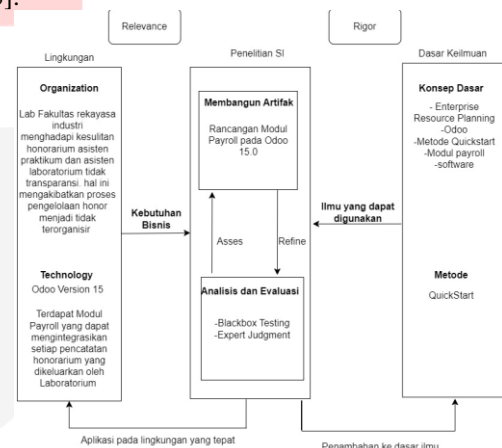 ].
Relevance
Rigor
Lingkungan
Penelitian SI
Dasar Keilmuan
Organization
Lab Fakultas rekayasa
industri
menghadapi kesulitan
honorarium asisten
praktikum dan asisten
laboratorium tidak
transparansi. hal ini
mengakibatkan proses
pengelolaan honor
menjadi tidak
terorganisir
Technology
Odoo Version 15
Terdapat Modul
Payroll yang dapat
mengintegrasikan
setiap pencatatan
honorarium yang
dikeluarkan oleh
Laboratorium
Kebutuhan
Bisnis
Membangun Artifak
Rancangan Modul
Payroll pada Odoo
15.0
Asses
Refine
Analisis dan Evaluasi
-Blackbox Testing
-Expert Judgment
Ilmu yang dapat
digunakan
Konsep Dasar
- Enterprise
Resource Planning
-Odoo
-Metode Quickstart
-Modul payroll
-software
Metode
QuickStart
Aplikasi pada lingkungan yang tepat
Penambahan ke dasar ilmu